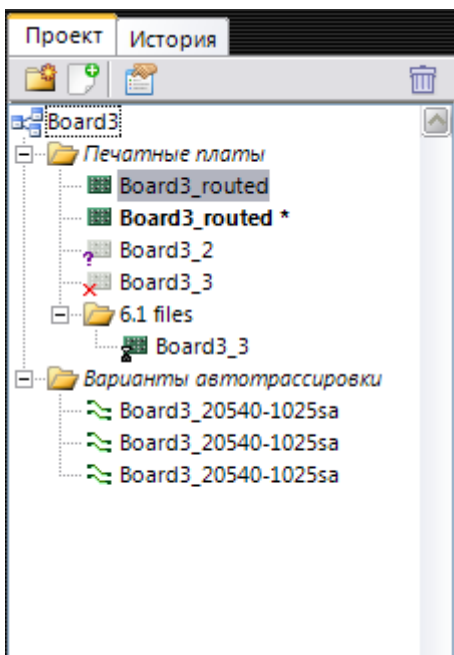 Проект История
Board3
Печатные платы
Board3_routed
Board3_routed *
Board3_2
Board3_3
6.1 files
Board3_3
Варианты автотрассировки
Board3_20540-1025sa
Board3_20540-1025sa
Board3_20540-1025sa